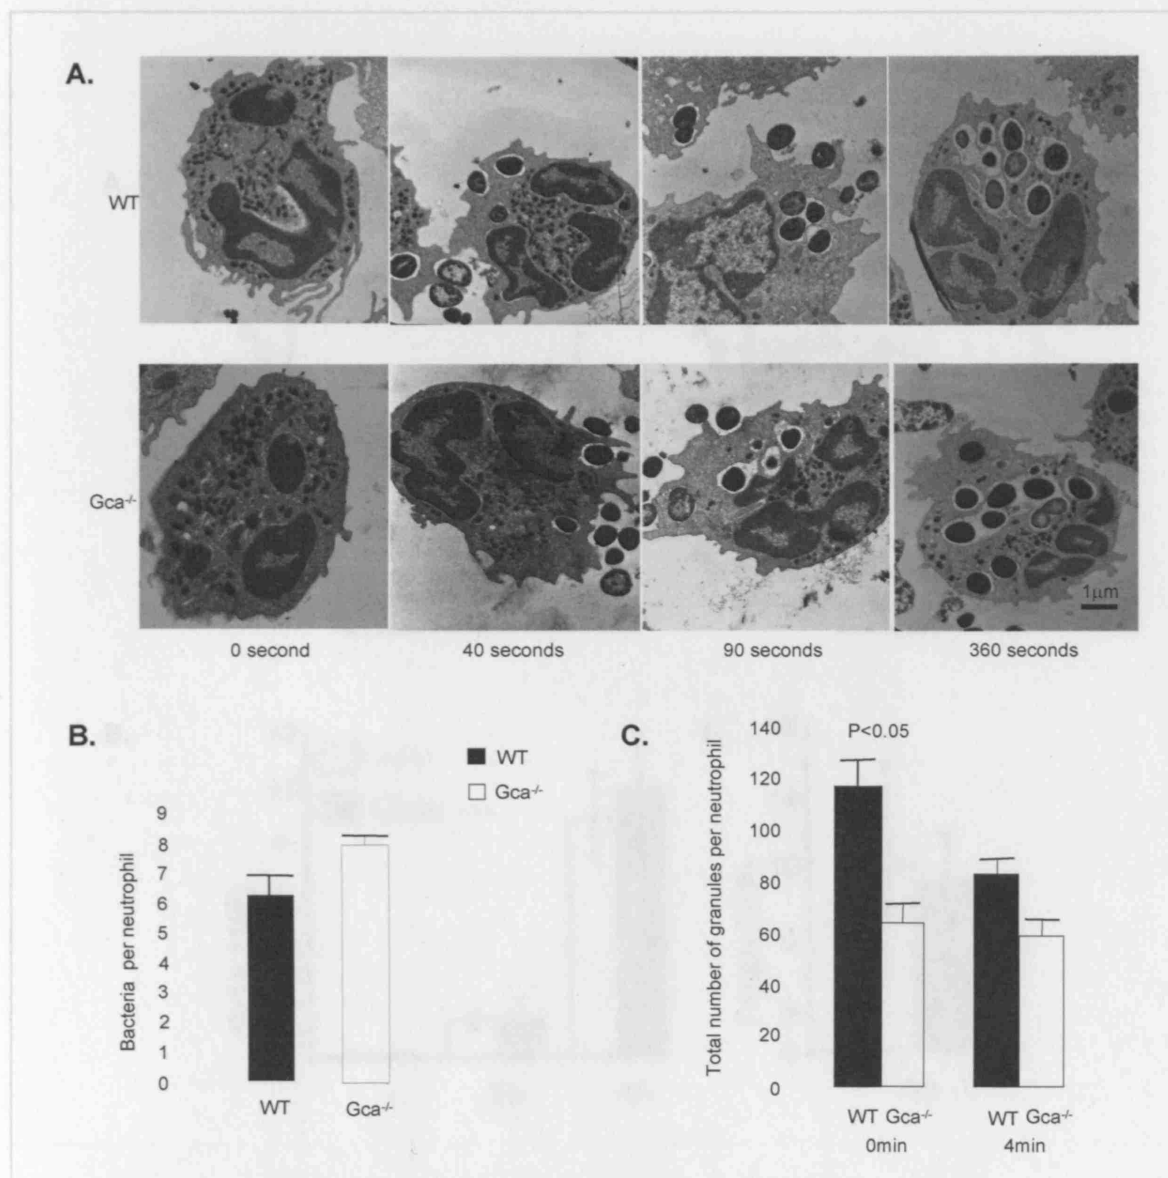 A.
WT
Gca-/-
1μm
0 second
40 seconds
90 seconds
360 seconds
B.
WT
Gca-/-
Bacteria per neutrophil
9
8
7
6
5
4
3
2
1
0
WT
Gca-/-
C.
P<0.05
Total number of granules per neutrophil
140
120
100
80
60
40
20
0
WT Gca-/-
WT Gca-/-
0min
4min